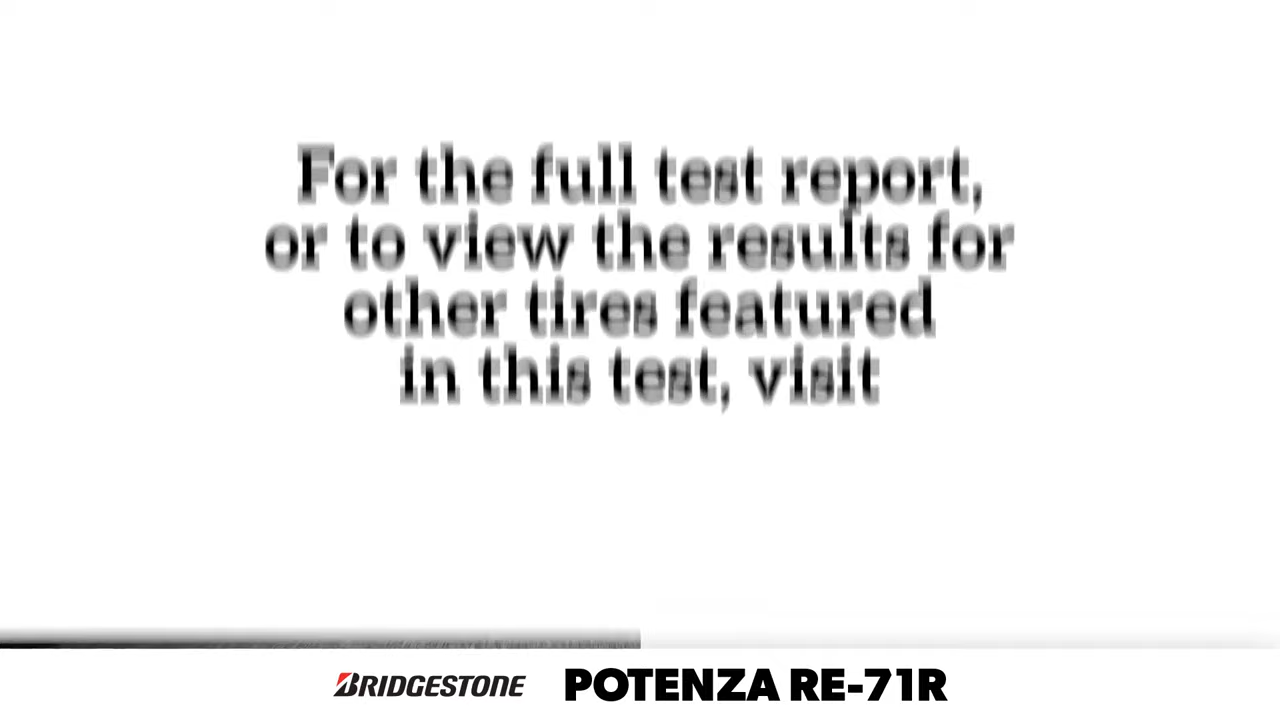 For the full test report,
or to view the results for
other tires featured
in this test, visit
BRIDGESTONE POTENZA RE-71R